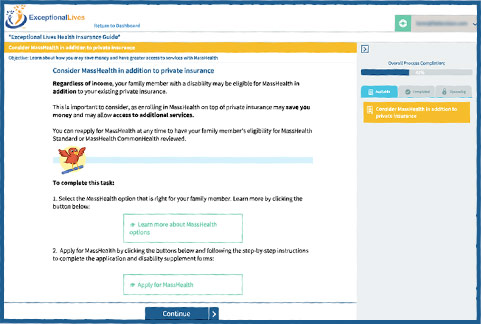 ExceptionalLives
Return to Dashboard
"Exceptional Lives Health Insurance Guide"
Consider MassHealth in addition to private insurance
Objective: Learn about how you may save money and have greater access to services with MassHealth
Consider MassHealth in addition to private insurance
Regardless of income, your family member with a disability may be eligible for MassHealth in
addition to your existing private insurance.
This is important to consider, as enrolling in MassHealth on top of private insurance may save you
money and may allow access to additional services.
You can reapply for MassHealth at any time to have your family member's eligibility for MassHealth
Standard or MassHealth CommonHealth reviewed.
To complete this task:
1. Select the MassHealth option that is right for your family member. Learn more by clicking the
button below:
Learn more about MassHealth
options
2. Apply for MassHealth by clicking the buttons below and following the step-by-step instructions
to complete the application and disability supplement forms:
Apply for MassHealth
Continue
Overall Process Completion:
Completed
Consider MassHealth in addition to
private insurance